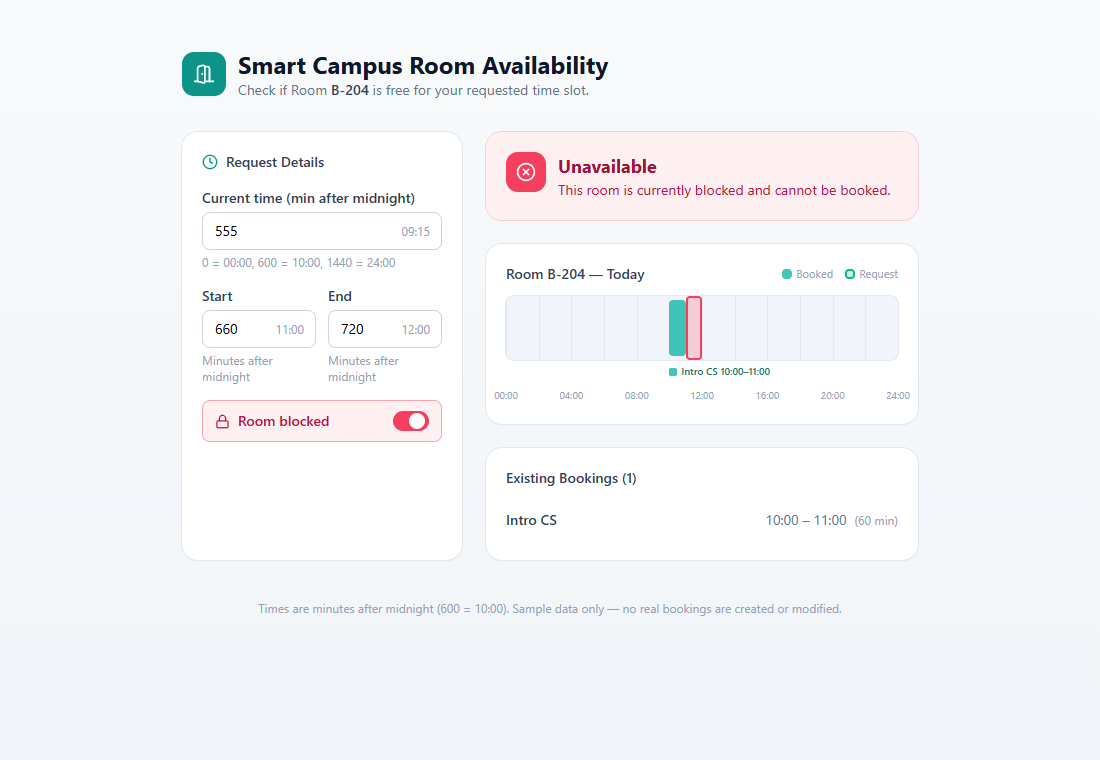 Smart Campus Room Availability
Check if Room B-204 is free for your requested time slot.
Request Details
Current time (min after midnight)
555 09:15
0 = 00:00, 600 = 10:00, 1440 = 24:00
Start End
660 11:00 720 12:00
Minutes after Minutes after
midnight midnight
Room blocked
Unavailable
This room is currently blocked and cannot be booked.
Room B-204 — Today Booked Request
Intro CS 10:00–11:00
00:00 04:00 08:00 12:00 16:00 20:00 24:00
Existing Bookings (1)
Intro CS 10:00 – 11:00 (60 min)
Times are minutes after midnight (600 = 10:00). Sample data only — no real bookings are created or modified.